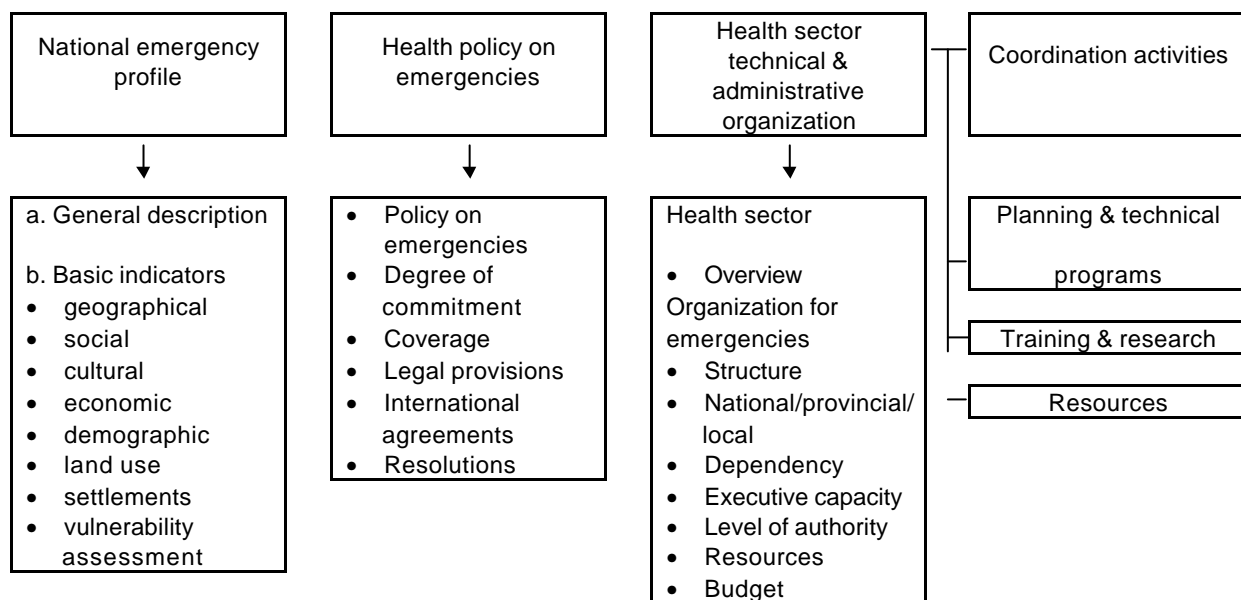 National emergency
profile
Health policy on
emergencies
Health sector
technical &
administrative
organization
Coordination activities
a. General description
b. Basic indicators
• geographical
• social
• cultural
• economic
• demographic
• land use
• settlements
• vulnerability
assessment
• Policy on
emergencies
• Degree of
commitment
• Coverage
• Legal provisions
• International
agreements
• Resolutions
Health sector
• Overview
Organization for
emergencies
• Structure
• National/provincial/
local
• Dependency
• Executive capacity
• Level of authority
• Resources
• Budget
Planning & technical
programs
Training & research
Resources